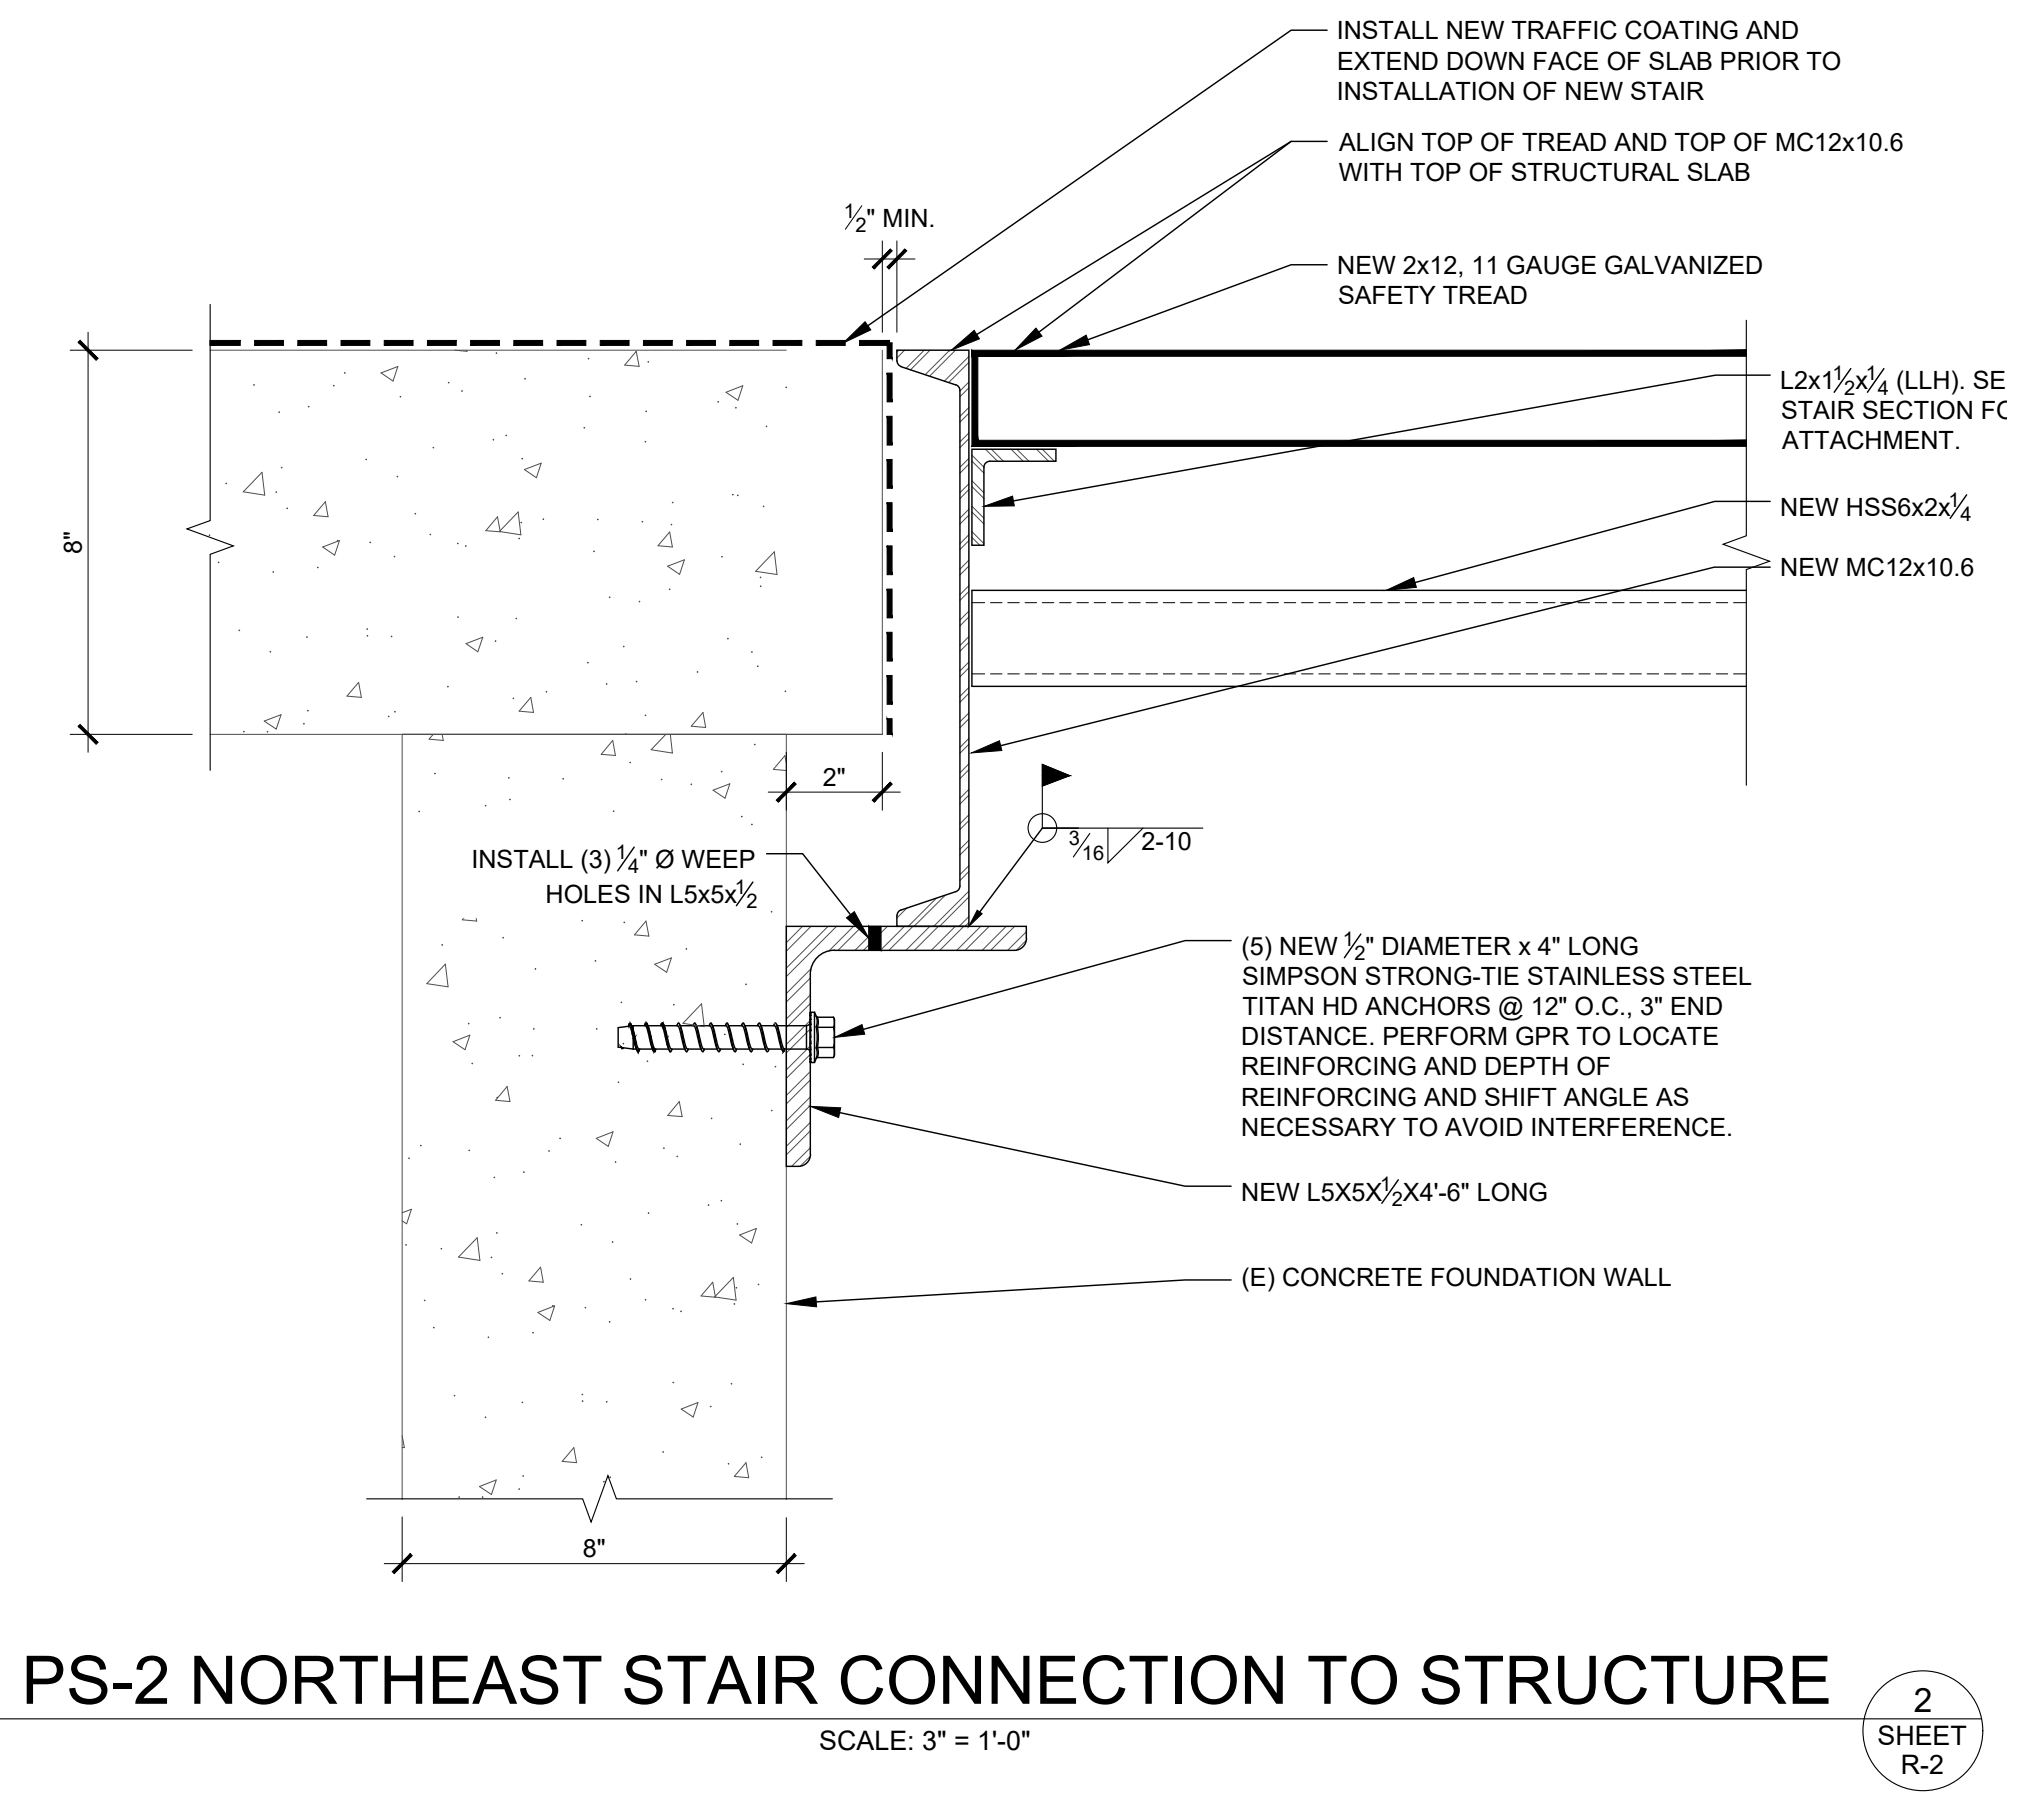 INSTALL NEW TRAFFIC COATING AND
EXTEND DOWN FACE OF SLAB PRIOR TO
INSTALLATION OF NEW STAIR
ALIGN TOP OF TREAD AND TOP OF MC12x10.6
WITH TOP OF STRUCTURAL SLAB
1/2" MIN.
NEW 2x12, 11 GAUGE GALVANIZED
SAFETY TREAD
L2x1 1/2x1/4 (LLH). SE
STAIR SECTION FO
ATTACHMENT.
NEW HSS6x2x1/4
8"
NEW MC12x10.6
2"
3/16 2-10
INSTALL (3) 1/4" Ø WEEP
HOLES IN L5x5x1/2
(5) NEW 1/2" DIAMETER x 4" LONG
SIMPSON STRONG-TIE STAINLESS STEEL
TITAN HD ANCHORS @ 12" O.C., 3" END
DISTANCE. PERFORM GPR TO LOCATE
REINFORCING AND DEPTH OF
REINFORCING AND SHIFT ANGLE AS
NECESSARY TO AVOID INTERFERENCE.
NEW L5X5X1/2X4'-6" LONG
(E) CONCRETE FOUNDATION WALL
8"
PS-2 NORTHEAST STAIR CONNECTION TO STRUCTURE
SCALE: 3" = 1'-0"
2
SHEET
R-2